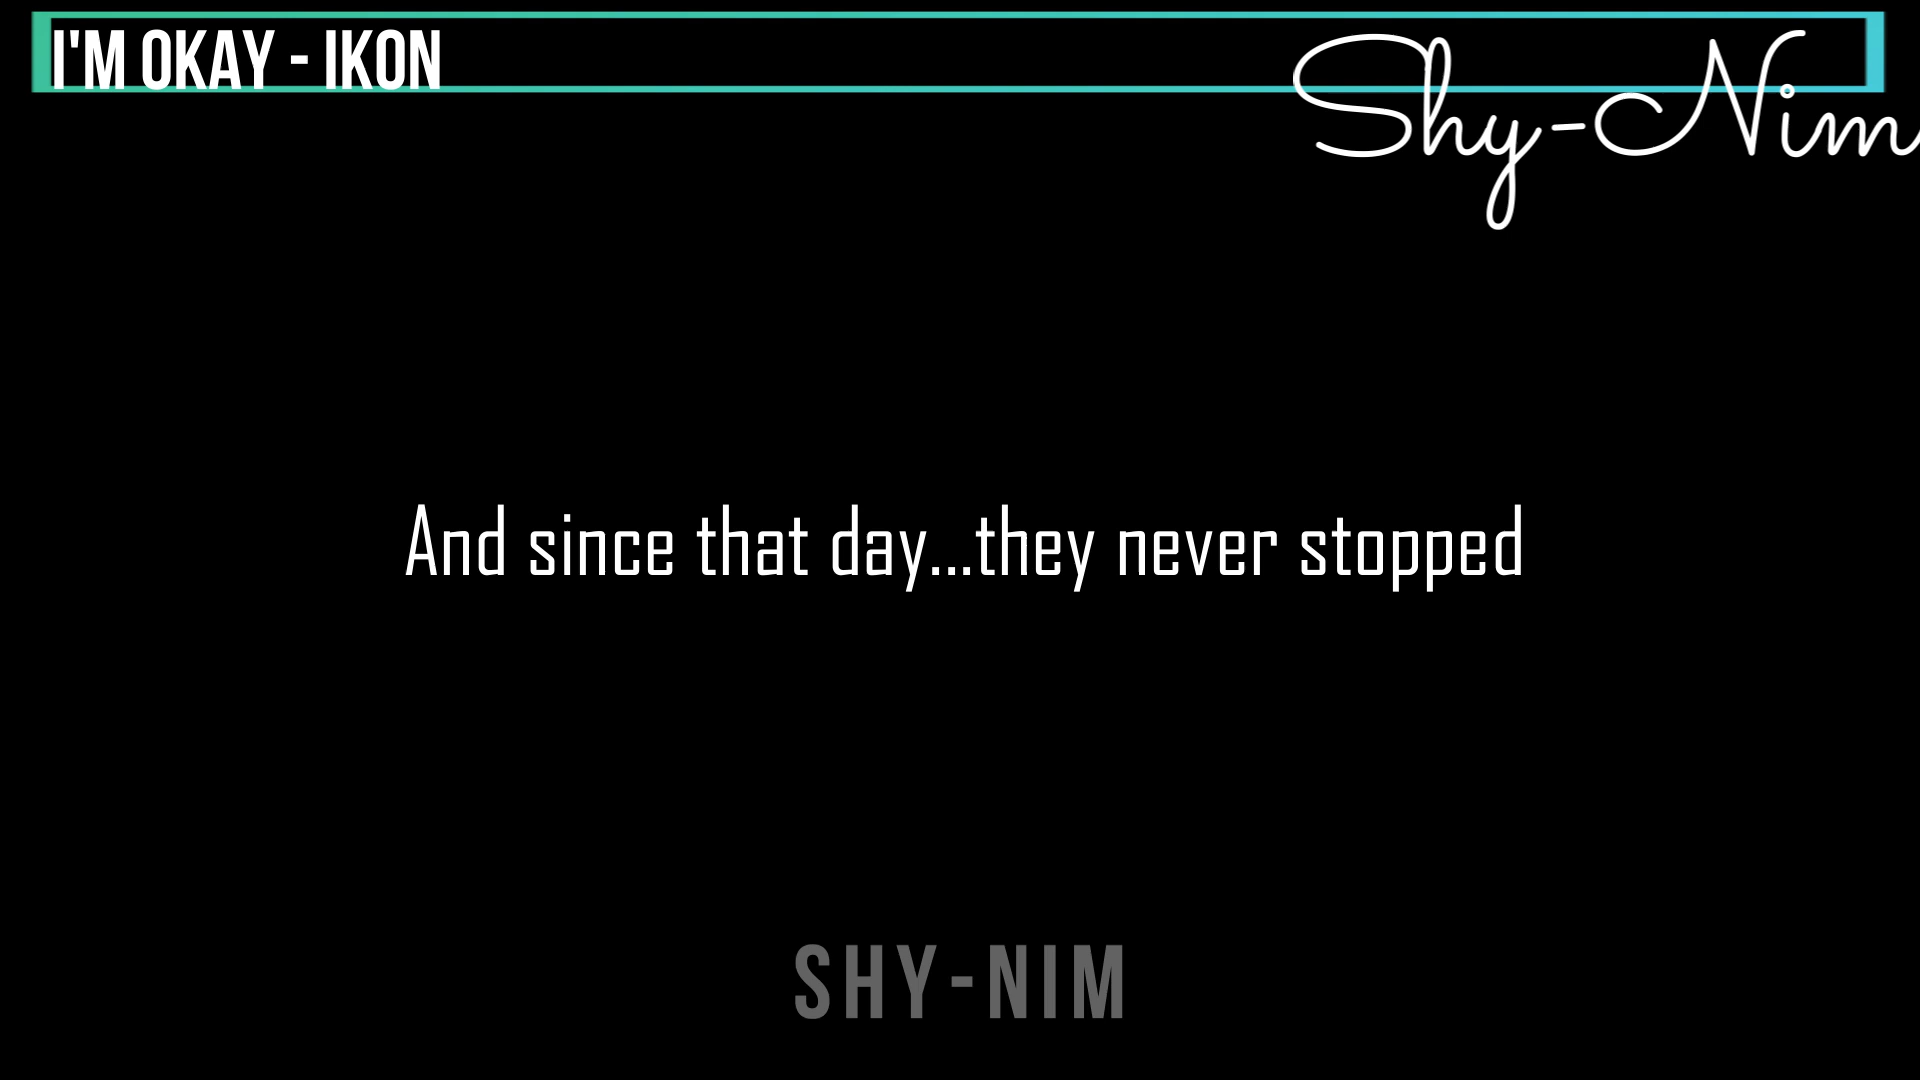 I'M OKAY - IKON
Shy-Nim
And since that day...they never stopped
SHY-NIM